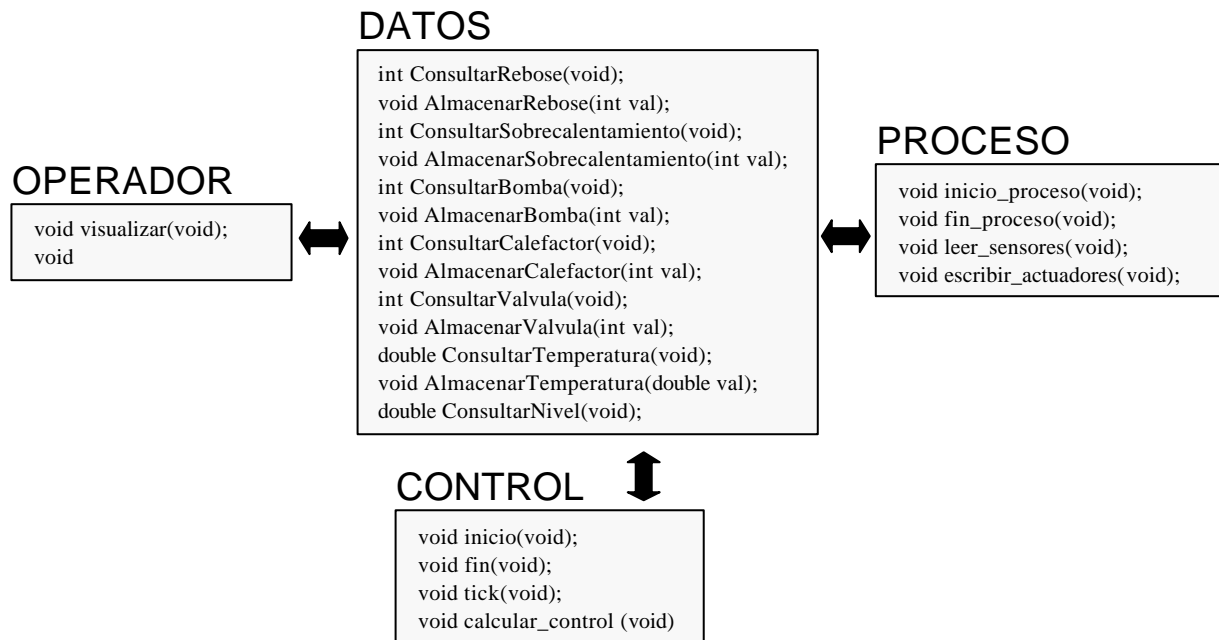 DATOS
int ConsultarRebose(void);
void AlmacenarRebose(int val);
int ConsultarSobrecalentamiento(void);
void AlmacenarSobrecalentamiento(int val);
int ConsultarBomba(void);
void AlmacenarBomba(int val);
int ConsultarCalefactor(void);
void AlmacenarCalefactor(int val);
int ConsultarValvula(void);
void AlmacenarValvula(int val);
double ConsultarTemperatura(void);
void AlmacenarTemperatura(double val);
double ConsultarNivel(void);
OPERADOR
void visualizar(void);
void
PROCESO
void inicio_proceso(void);
void fin_proceso(void);
void leer_sensores(void);
void escribir_actuadores(void);
CONTROL
void inicio(void);
void fin(void);
void tick(void);
void calcular_control (void)